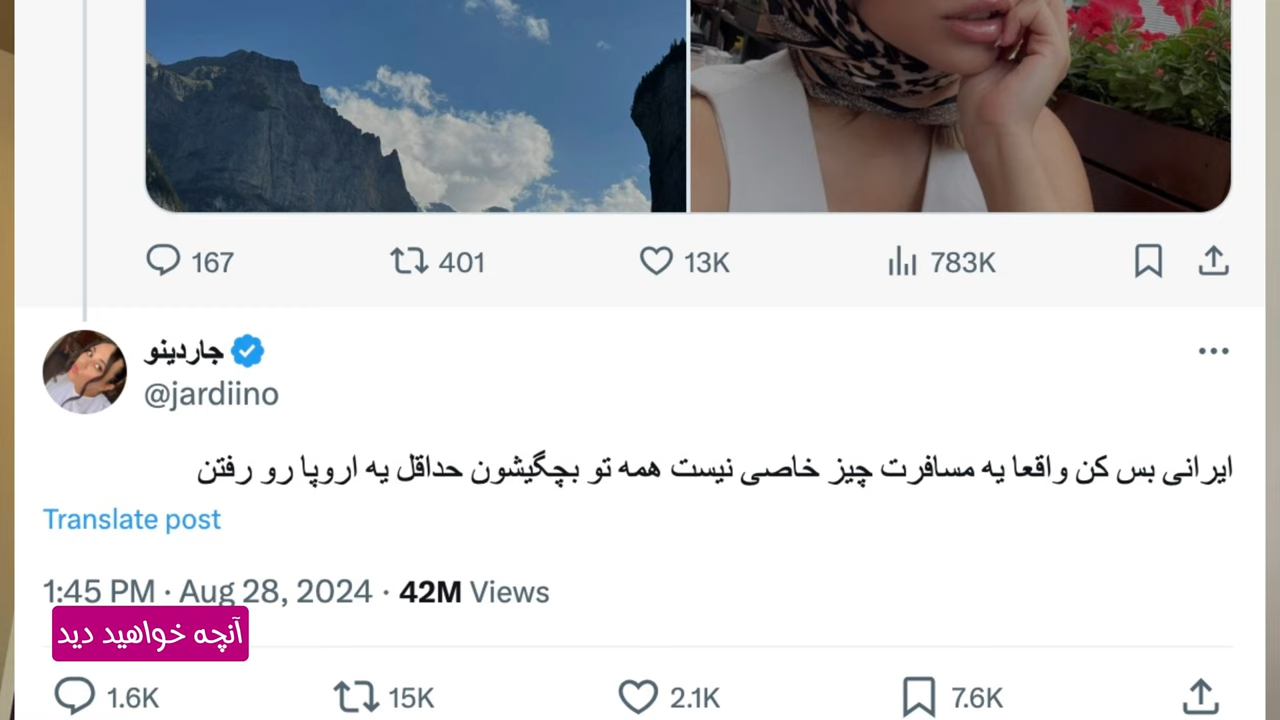 167 401 13K 783K
جاردینو
@jardiino
ایرانی بس کن واقعا یه مسافرت چیز خاصی نیست همه تو بچگیشون حداقل یه اروپا رو رفتن
Translate post
1:45 PM · Aug 28, 2024 · 42M Views
آنچه خواهید دید
1.6K 15K 2.1K 7.6K